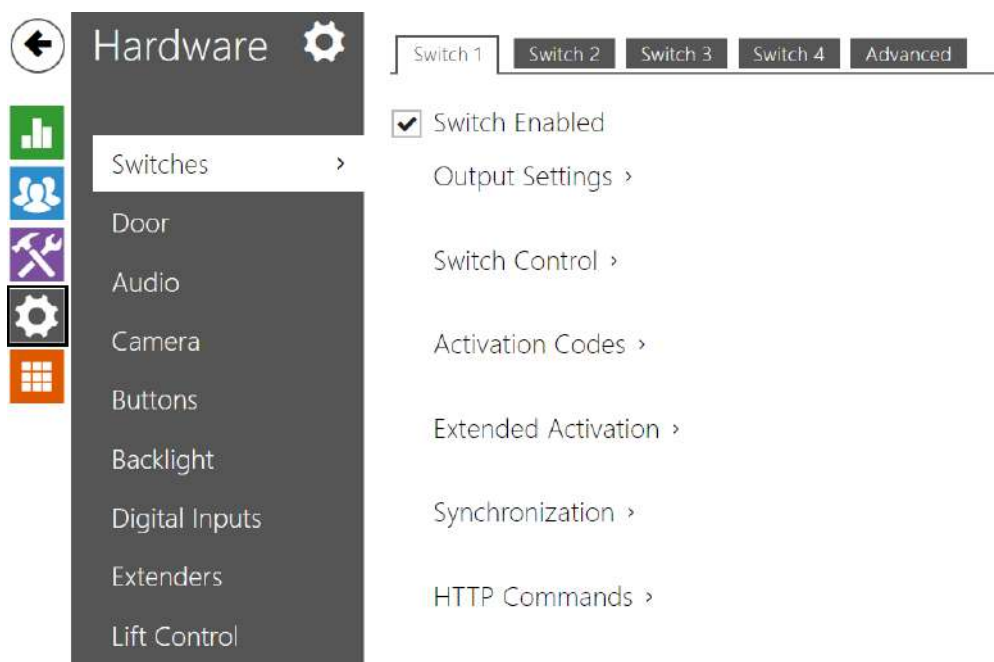 Hardware
Switches
Door
Audio
Camera
Buttons
Backlight
Digital Inputs
Extenders
Lift Control
Switch 1
Switch 2
Switch 3
Switch 4
Advanced
Switch Enabled
Output Settings
Switch Control
Activation Codes
Extended Activation
Synchronization
HTTP Commands